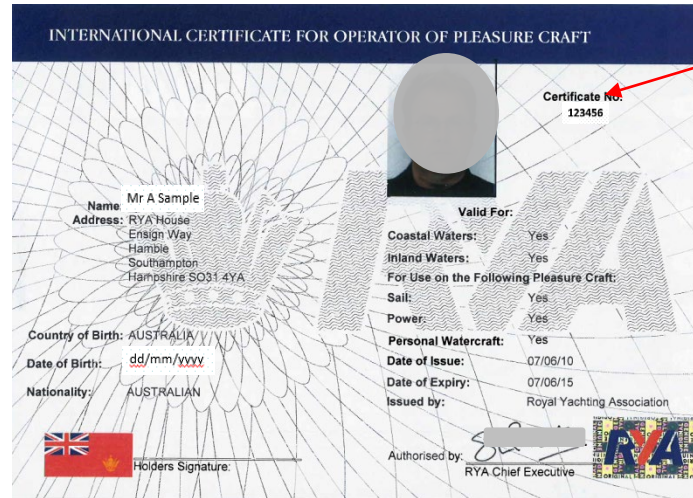 INTERNATIONAL CERTIFICATE FOR OPERATOR OF PLEASURE CRAFT
Certificate No:
123456
Name: Mr A Sample
Address: RYA House
Ensign Way
Hamble
Southampton
Hampshire SO31 4YA
Country of Birth: AUSTRALIA
Date of Birth: dd/mm/yyyy
Nationality: AUSTRALIAN
Holders Signature:
Valid For:
Coastal Waters: Yes
Inland Waters: Yes
For Use on the Following Pleasure Craft:
Sail: Yes
Power: Yes
Personal Watercraft: Yes
Date of Issue: 07/06/10
Date of Expiry: 07/06/15
Issued by: Royal Yachting Association
Authorised by:
RYA Chief Executive
RYA
RYA